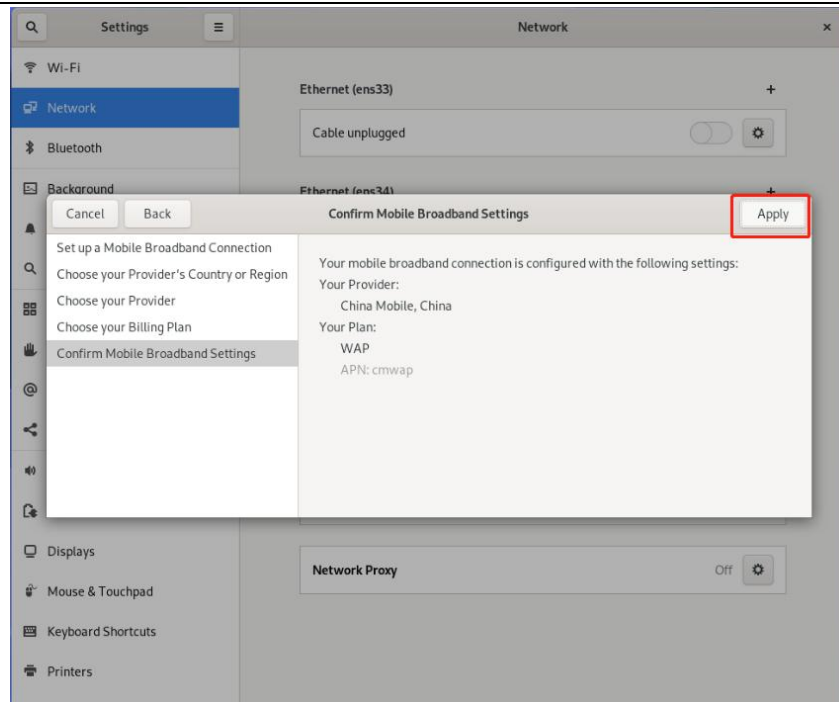 Settings
Network
Wi-Fi
Network
Bluetooth
Background
Displays
Mouse & Touchpad
Keyboard Shortcuts
Printers
Ethernet (ens33)
Cable unplugged
Ethernet (ens34)
Cancel
Back
Confirm Mobile Broadband Settings
Apply
Set up a Mobile Broadband Connection
Choose your Provider's Country or Region
Choose your Provider
Choose your Billing Plan
Confirm Mobile Broadband Settings
Your mobile broadband connection is configured with the following settings:
Your Provider:
China Mobile, China
Your Plan:
WAP
APN: cmwap
Network Proxy
Off